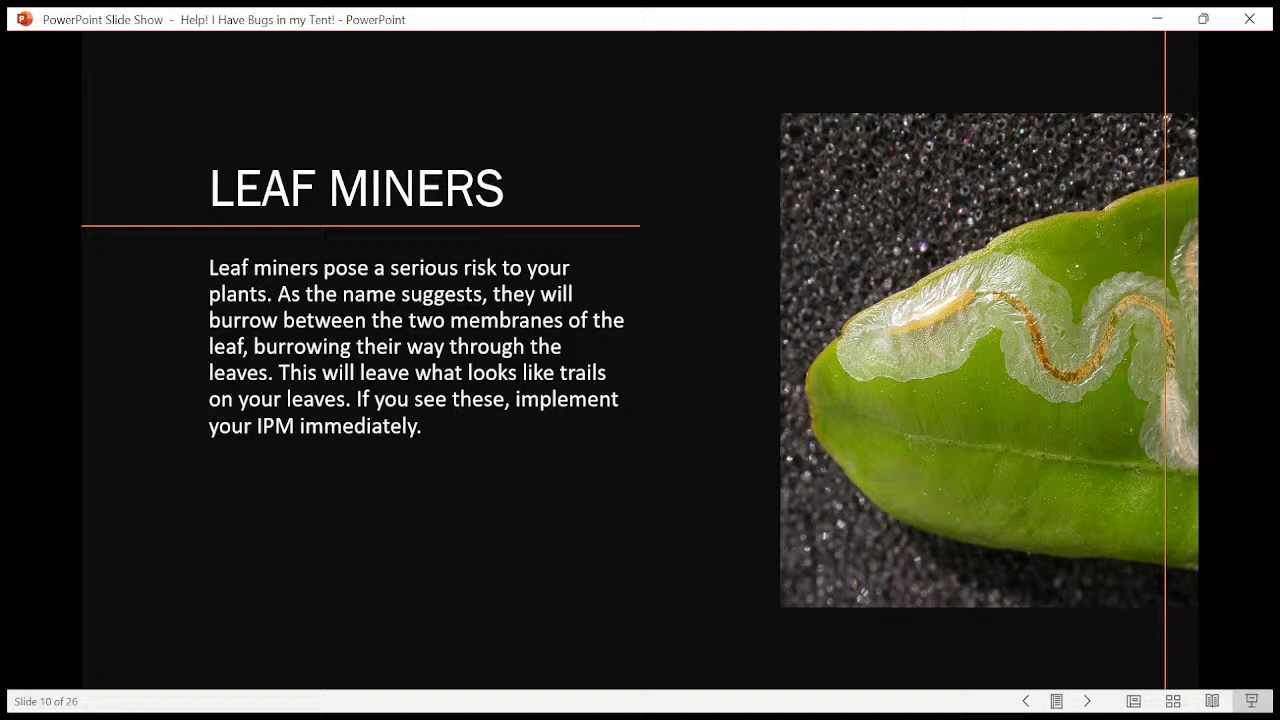 PowerPoint Slide Show - Help! I Have Bugs in my Tent! - PowerPoint
LEAF MINERS
Leaf miners pose a serious risk to your
plants. As the name suggests, they will
burrow between the two membranes of the
leaf, burrowing their way through the
leaves. This will leave what looks like trails
on your leaves. If you see these, implement
your IPM immediately.
Slide 10 of 26